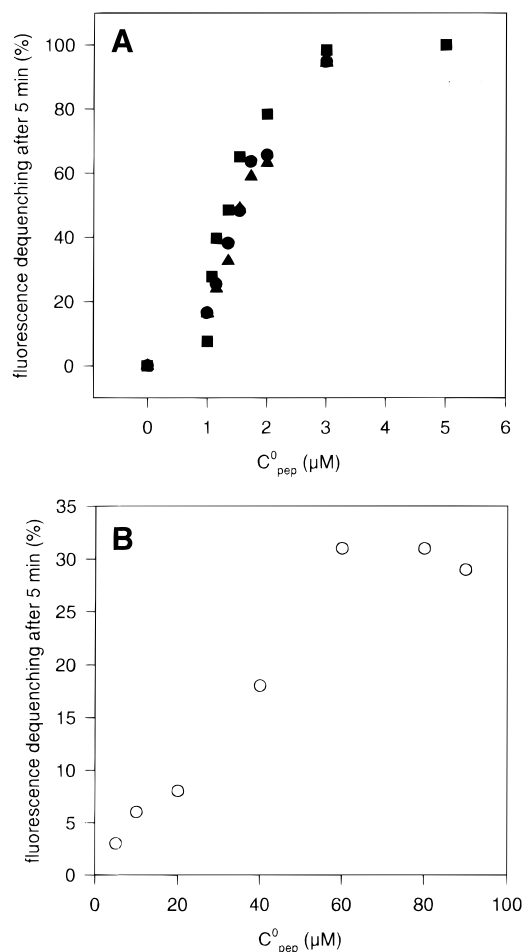 A
fluorescence dequenching after 5 min (%)
100
80
60
40
20
0
0 1 2 3 4 5 6
C⁰pep (µM)
B
fluorescence dequenching after 5 min (%)
35
30
25
20
15
10
5
0
0 20 40 60 80 100
C⁰pep (µM)